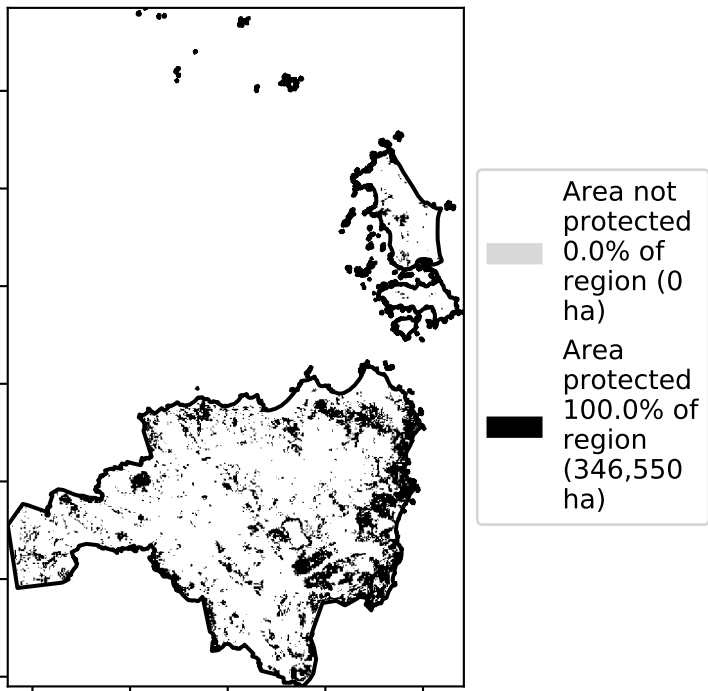 Area not
protected
0.0% of
region (0
ha)
Area
protected
100.0% of
region
(346,550
ha)